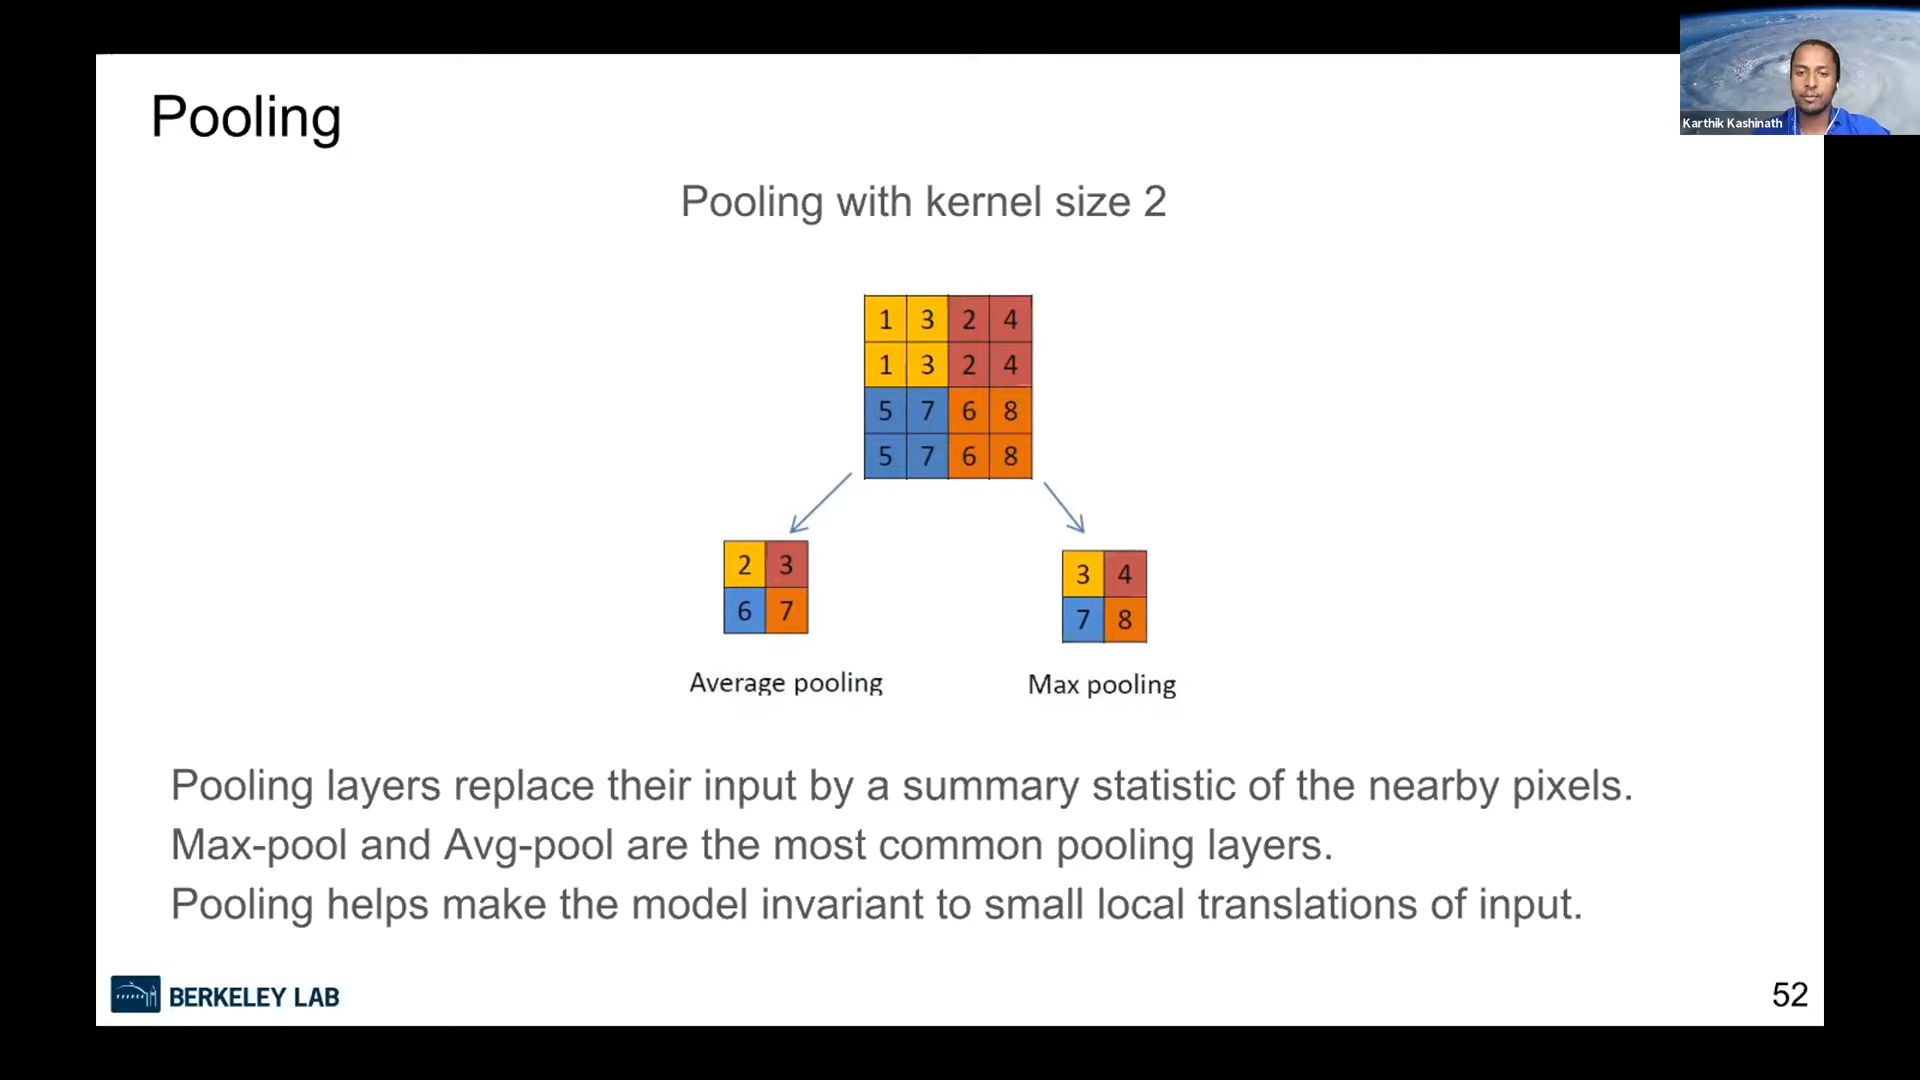 Karthik Kashinath
Pooling
Pooling with kernel size 2
1 3 2 4
1 3 2 4
5 7 6 8
5 7 6 8
2 3
6 7
3 4
7 8
Average pooling
Max pooling
Pooling layers replace their input by a summary statistic of the nearby pixels.
Max-pool and Avg-pool are the most common pooling layers.
Pooling helps make the model invariant to small local translations of input.
BERKELEY LAB
52